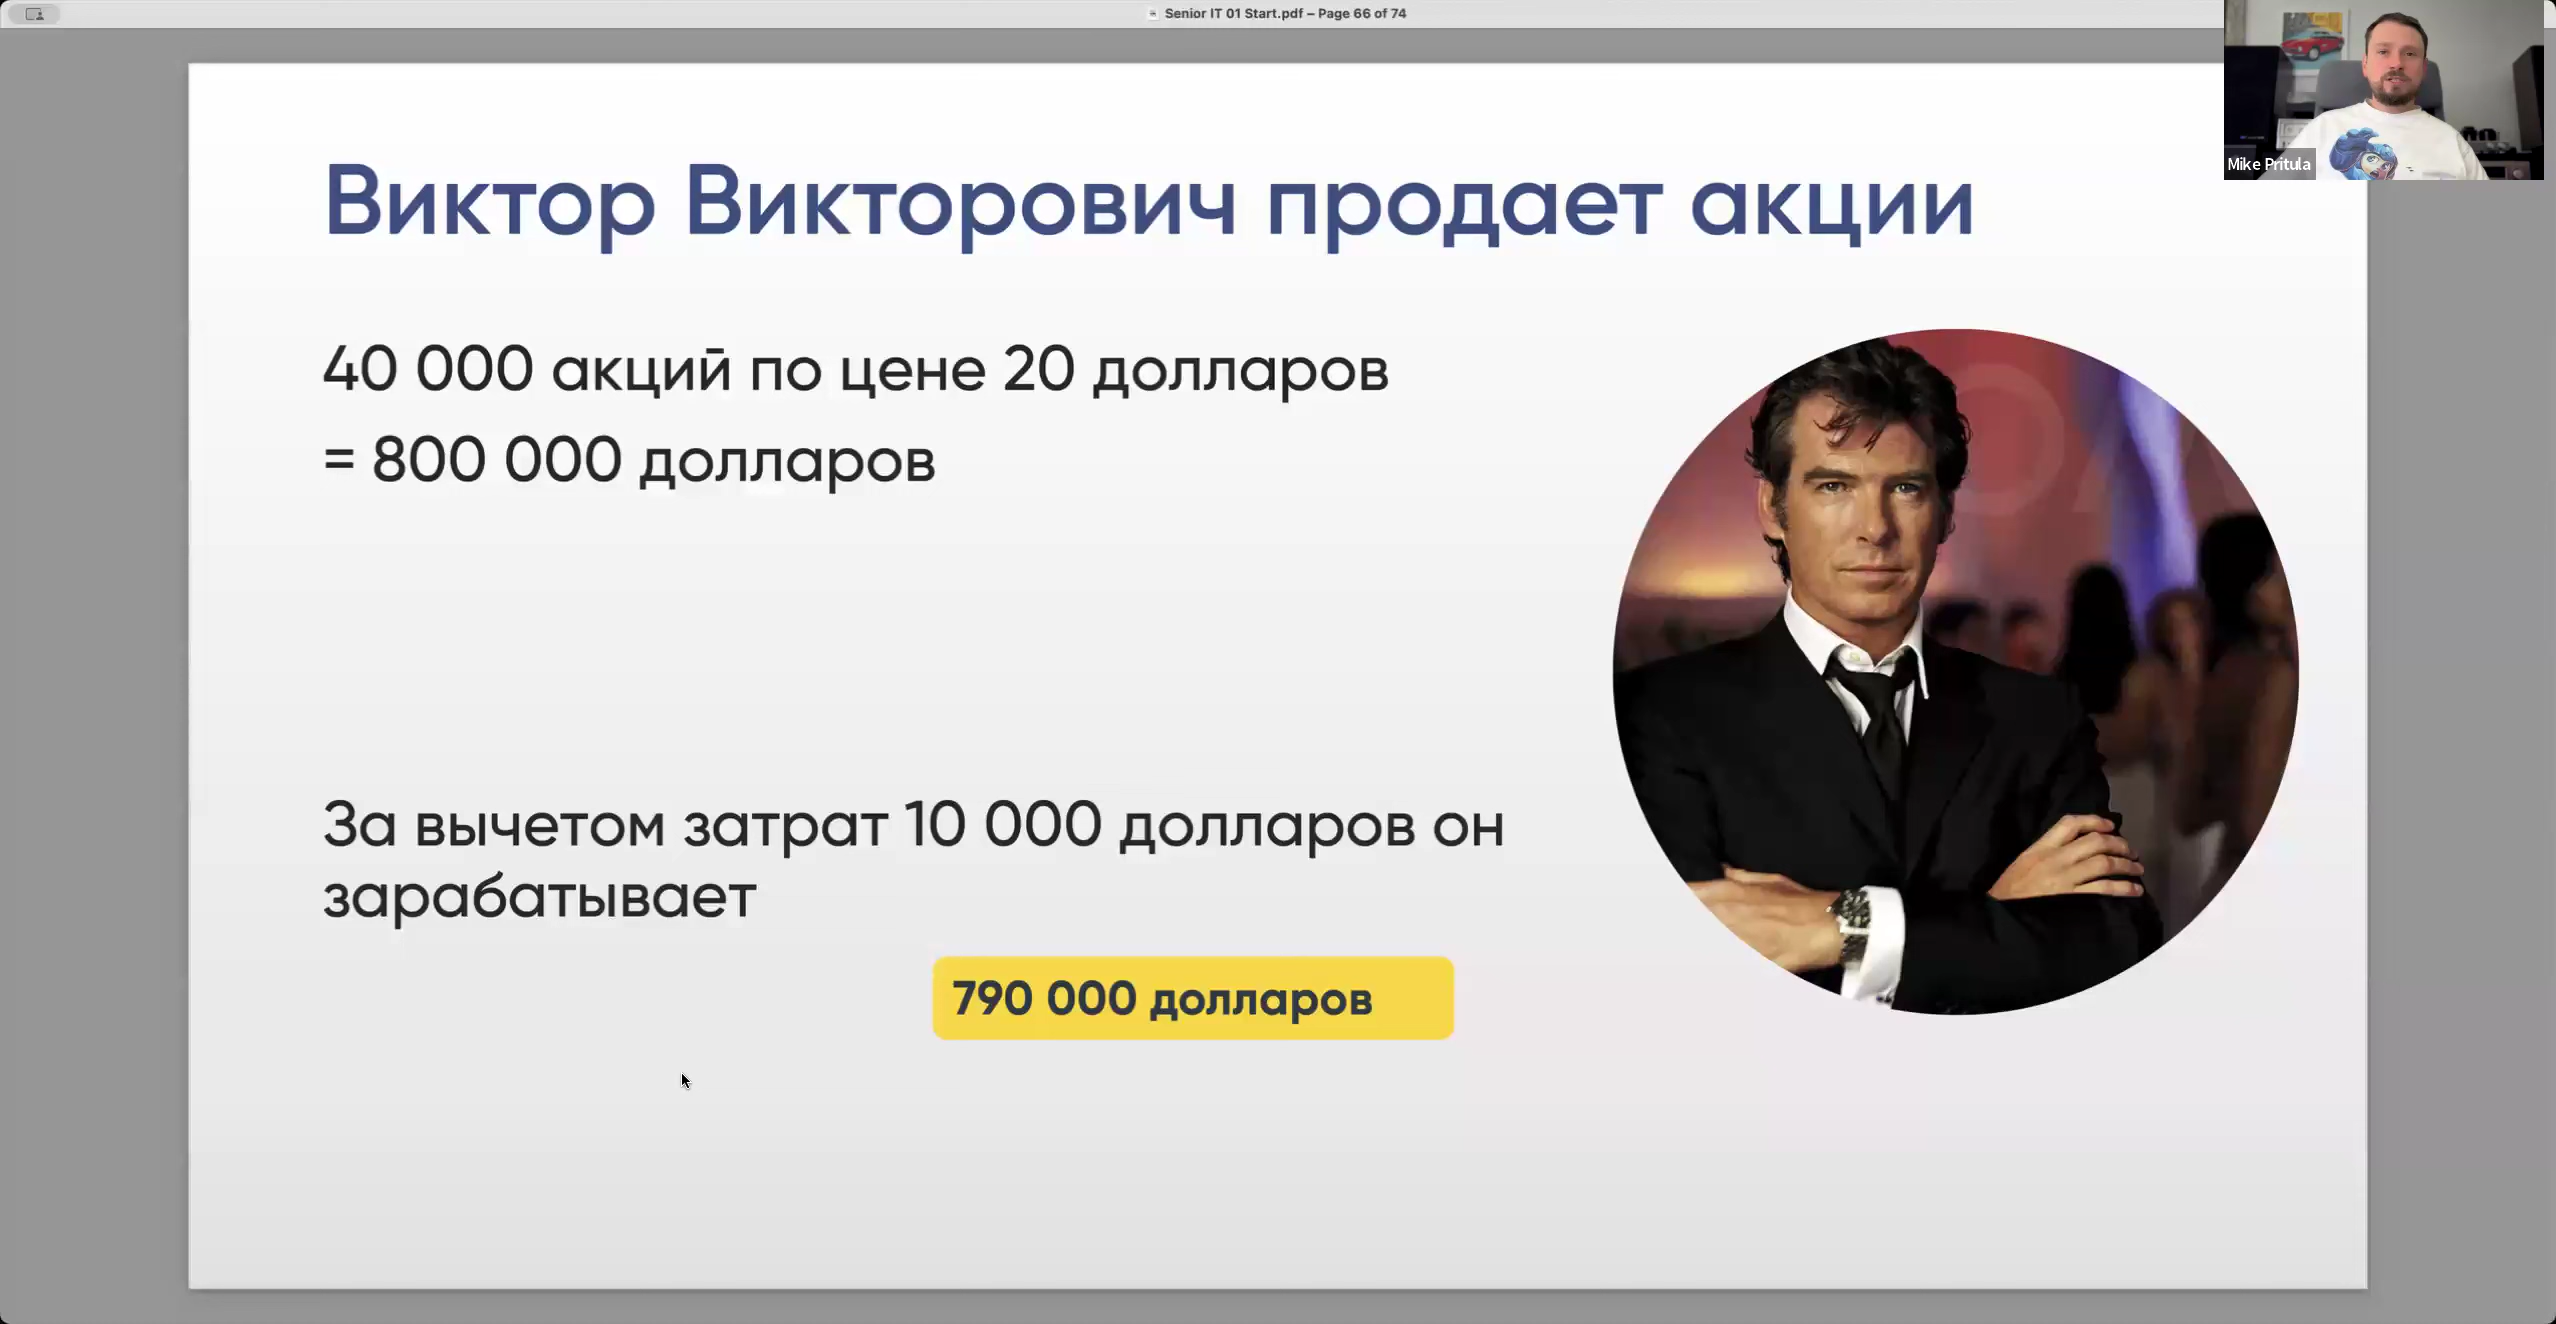 Senior IT 01 Start.pdf – Page 66 of 74
Mike Pritula
Виктор Викторович продает акции
40 000 акций по цене 20 долларов
= 800 000 долларов
За вычетом затрат 10 000 долларов он
зарабатывает
790 000 долларов